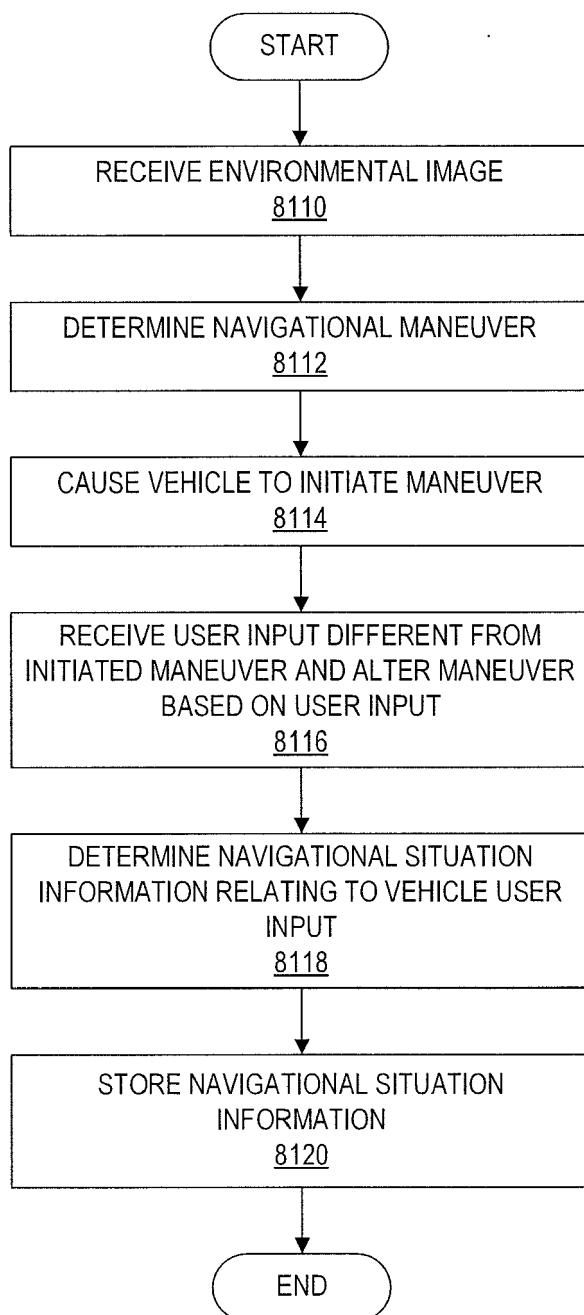 START
RECEIVE ENVIRONMENTAL IMAGE
8110
DETERMINE NAVIGATIONAL MANEUVER
8112
CAUSE VEHICLE TO INITIATE MANEUVER
8114
RECEIVE USER INPUT DIFFERENT FROM
INITIATED MANEUVER AND ALTER MANEUVER
BASED ON USER INPUT
8116
DETERMINE NAVIGATIONAL SITUATION
INFORMATION RELATING TO VEHICLE USER
INPUT
8118
STORE NAVIGATIONAL SITUATION
INFORMATION
8120
END